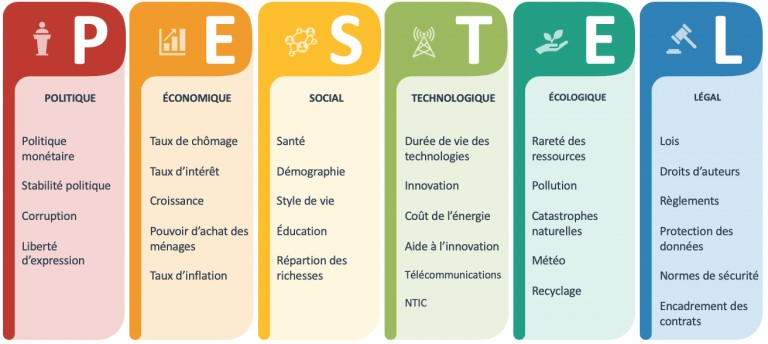 P
POLITIQUE
Politique
monétaire
Stabilité politique
Corruption
Liberté
d'expression
E
ÉCONOMIQUE
Taux de chômage
Taux d'intérêt
Croissance
Pouvoir d'achat des
ménages
Taux d'inflation
S
SOCIAL
Santé
Démographie
Style de vie
Éducation
Répartion des
richesses
T
TECHNOLOGIQUE
Durée de vie des
technologies
Innovation
Coût de l'énergie
Aide à l'innovation
Télécommunications
NTIC
E
ÉCOLOGIQUE
Rareté des
ressources
Pollution
Catastrophes
naturelles
Météo
Recyclage
L
LÉGAL
Lois
Droits d'auteurs
Règlements
Protection des
données
Normes de sécurité
Encadrement des
contrats